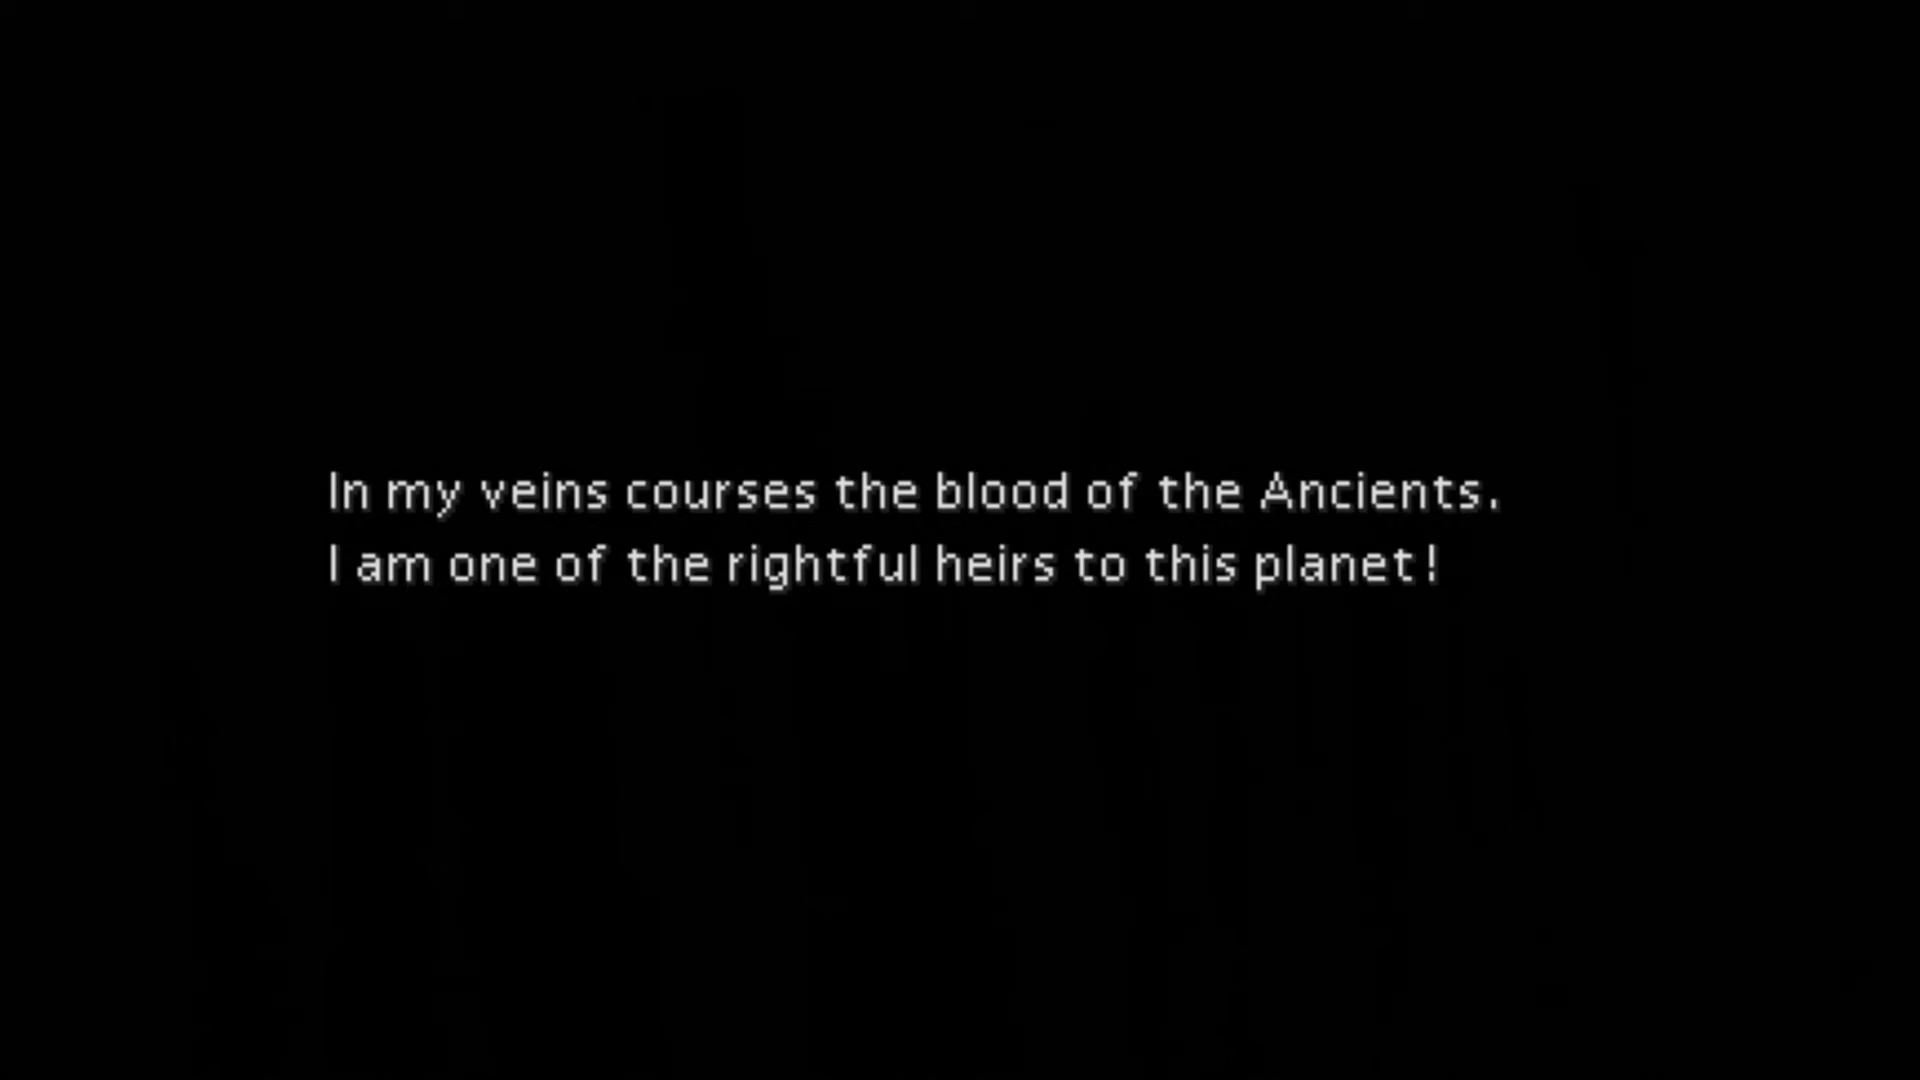 In my veins courses the blood of the Ancients.
I am one of the rightful heirs to this planet!